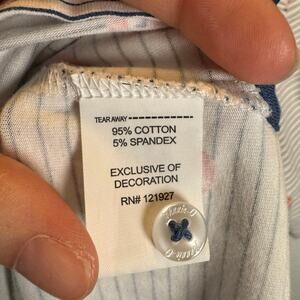 TEAR AWAY
95% COTTON
5% SPANDEX
EXCLUSIVE OF
DECORATION
RN# 121927